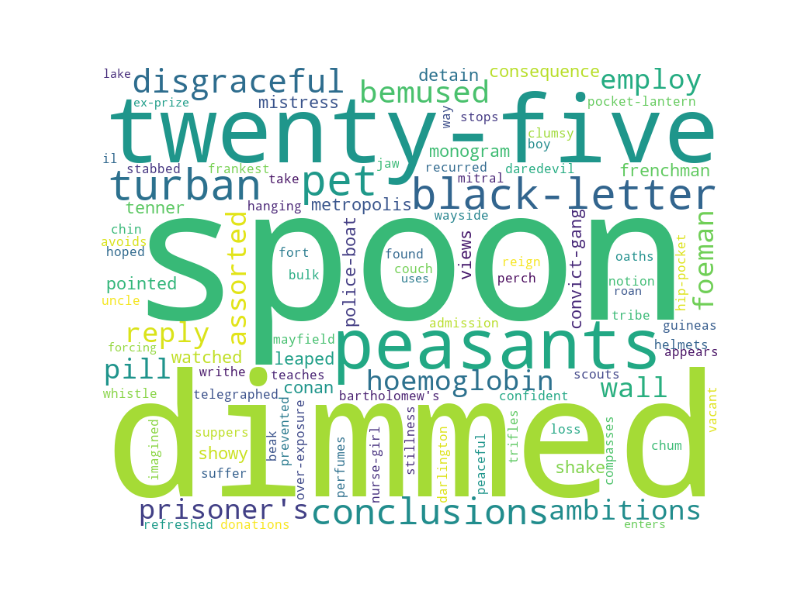 lake
disgraceful
detain
consequence
employ
ex-prize
mistress
bemused
pocket-lantern
twenty-five
way
stops
clumsy
boy
monogram
il
stabbed
frankest
jaw
recurred
daredevil
frenchman
turban
take
pet
mitral
black-letter
tenner
hanging
metropolis
wayside
spoon
chin
avoids
hoped
assorted
police-boat
fort
found
views
reign
convict-gang
oaths
hip-pocket
foeman
pointed
bulk
couch
uses
perch
notion
roan
uncle
tribe
guineas
reply
mayfield
admission
peasants
helmets
forcing
watched
leaped
appears
pill
writhe
teaches
conan
hoemoglobin
scouts
wall
whistle
telegraphed
bartholomew's
confident
dimmed
imagined
suppers
showy
suffer
beak
prevented
over-exposure
perfumes
nurse-girl
stillness
darlington
peaceful
trifles
loss
shake
compasses
chum
vacant
prisoner's
conclusions
ambitions
refreshed
donations
enters